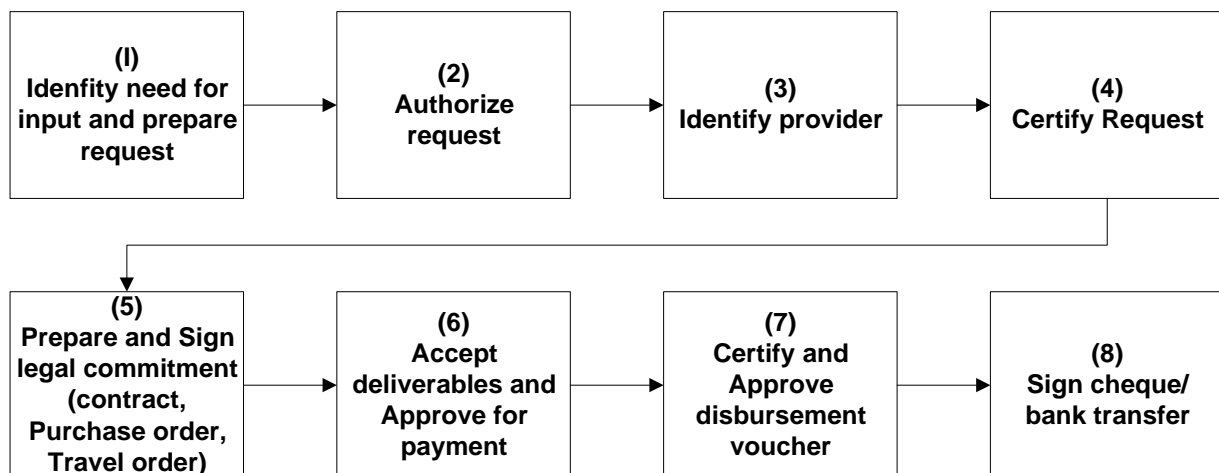 (I)
Idenfity need for
input and prepare
request
(2)
Authorize
request
(3)
Identify provider
(4)
Certify Request
(5)
Prepare and Sign
legal commitment
(contract,
Purchase order,
Travel order)
(6)
Accept
deliverables and
Approve for
payment
(7)
Certify and
Approve
disbursement
voucher
(8)
Sign cheque/
bank transfer